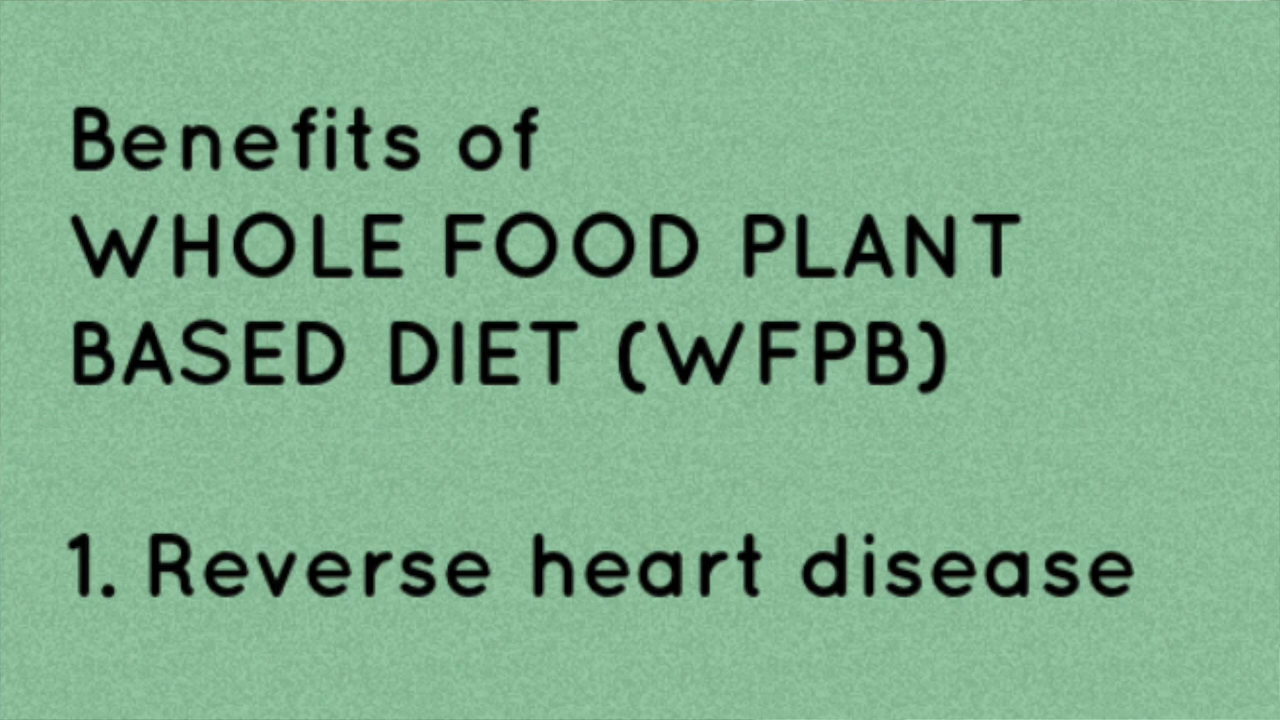 Benefits of
WHOLE FOOD PLANT
BASED DIET (WFPB)
1. Reverse heart disease